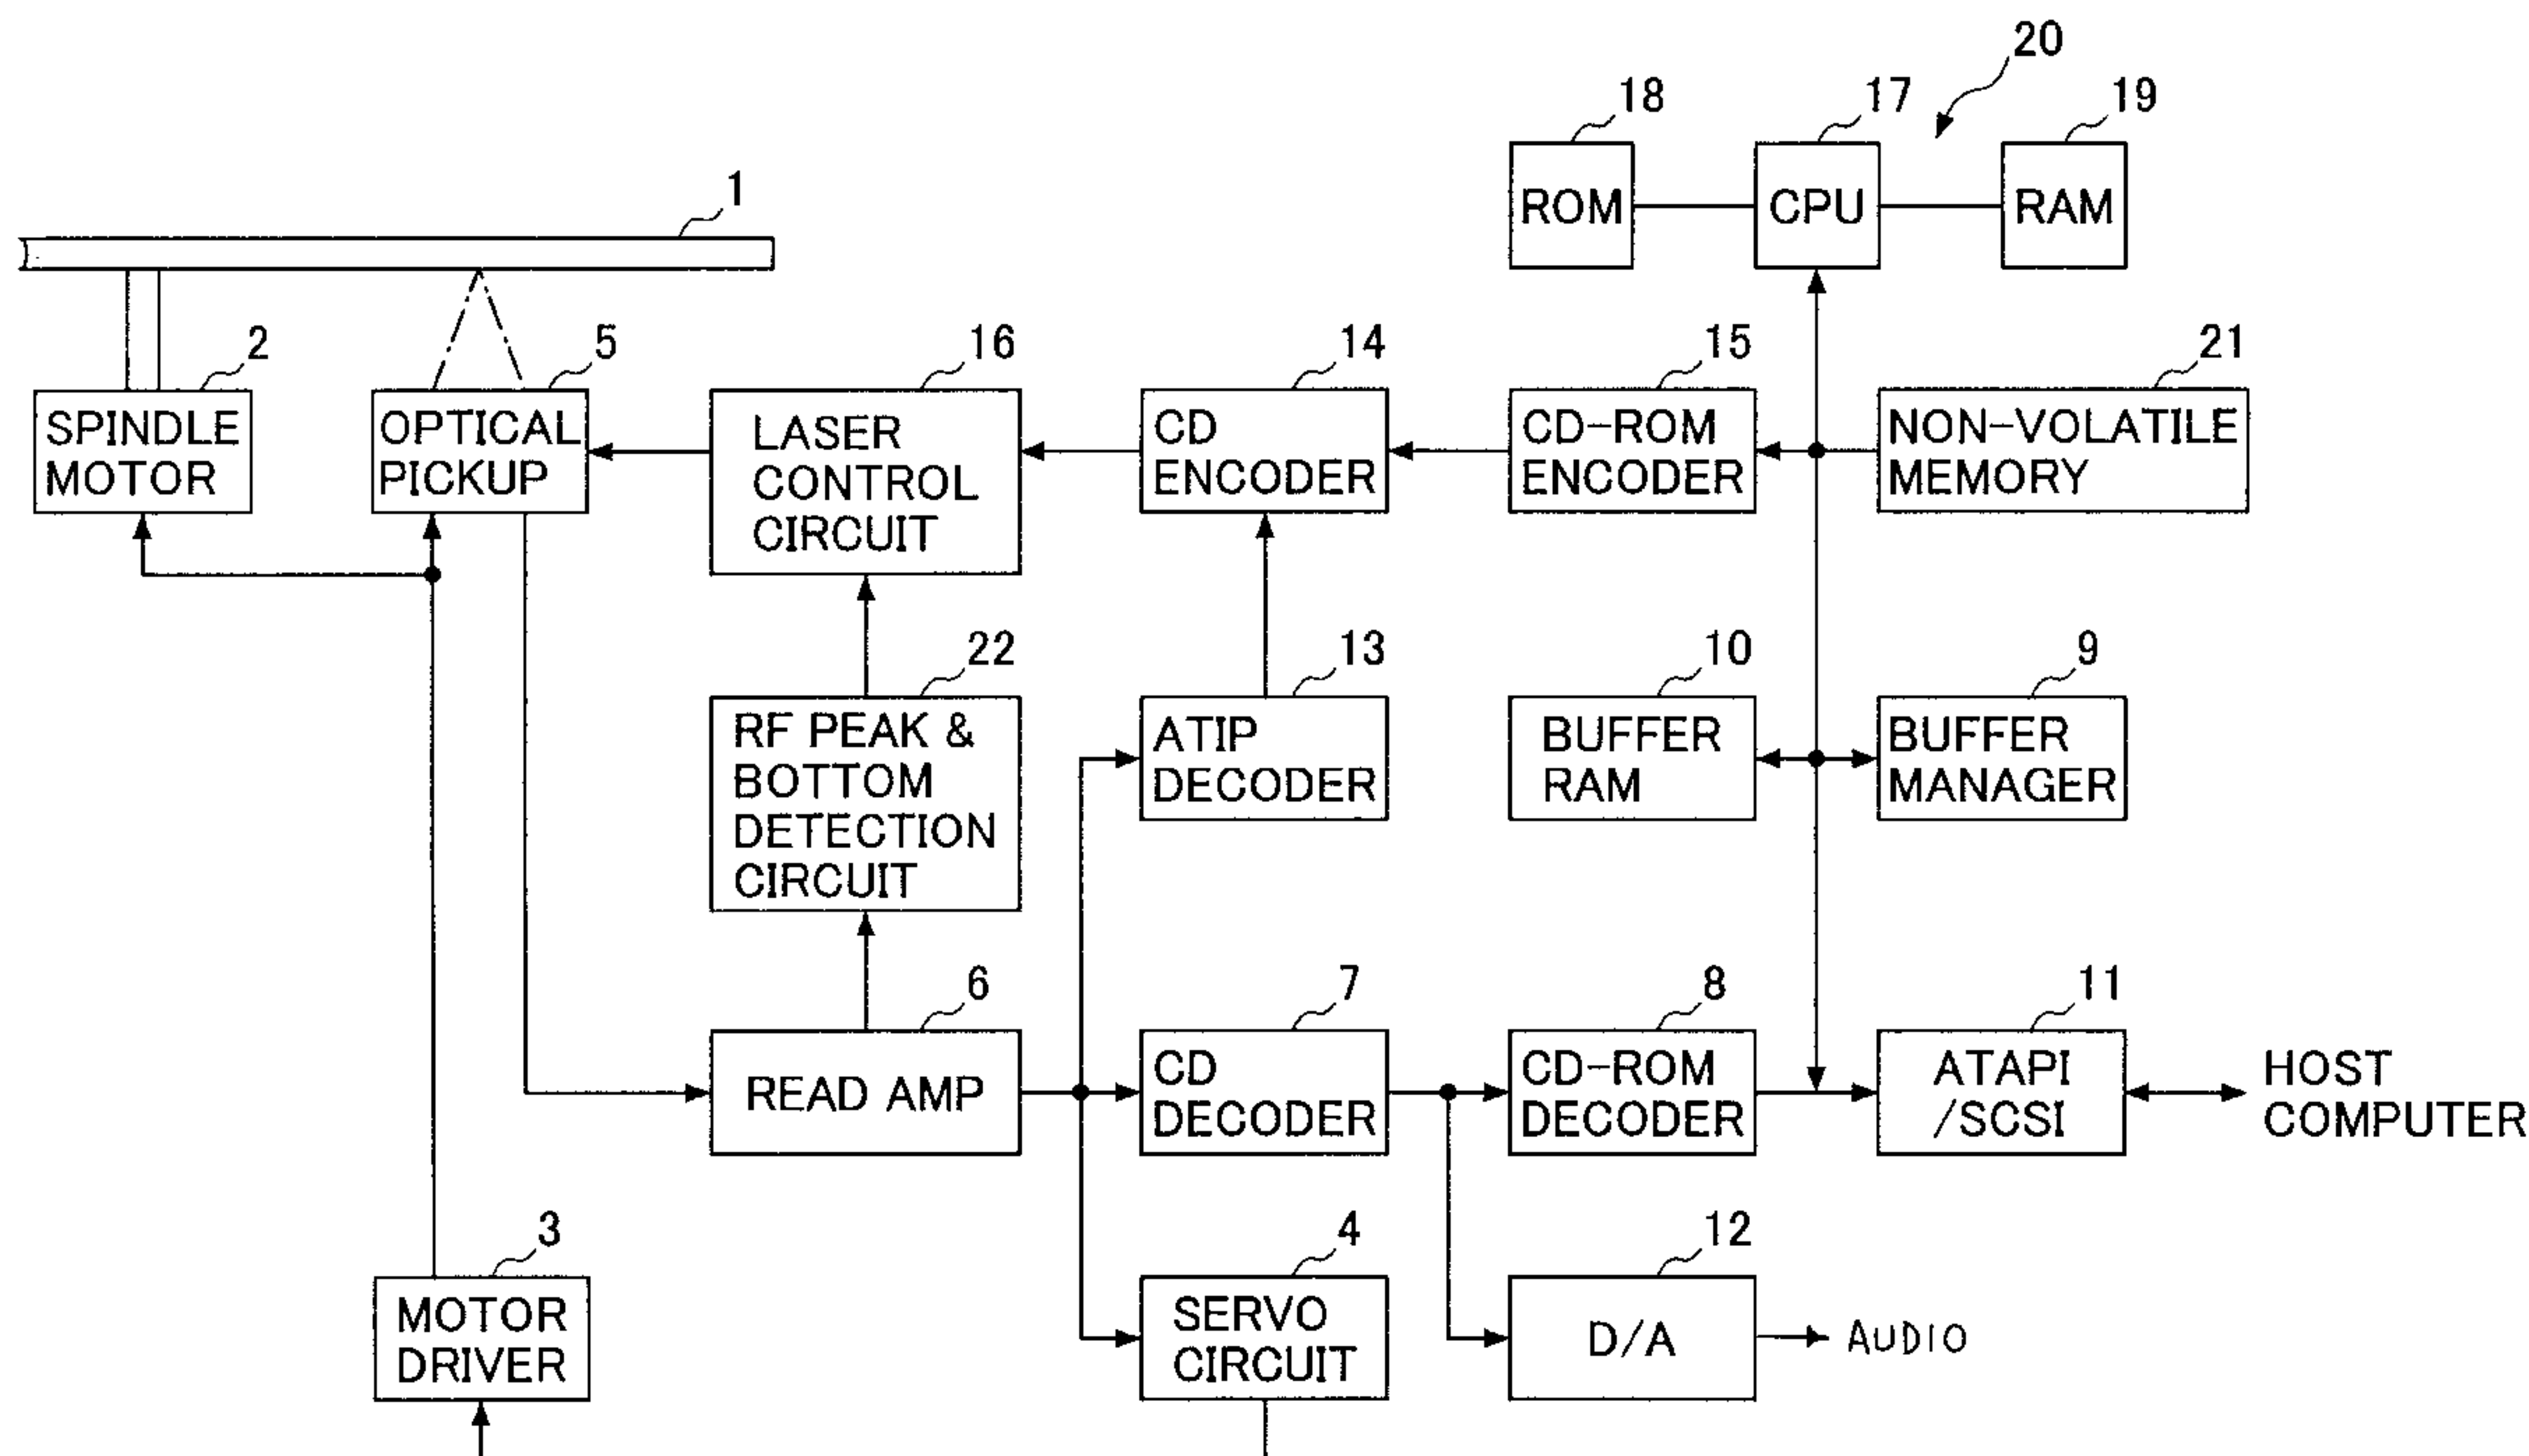 20
18
17
19
ROM
CPU
RAM
1
2
5
16
14
15
21
SPINDLE
MOTOR
OPTICAL
PICKUP
LASER
CONTROL
CIRCUIT
CD
ENCODER
CD-ROM
ENCODER
NON-VOLATILE
MEMORY
22
13
10
9
RF PEAK &
BOTTOM
DETECTION
CIRCUIT
ATIP
DECODER
BUFFER
RAM
BUFFER
MANAGER
6
7
8
11
READ AMP
CD
DECODER
CD-ROM
DECODER
ATAPI
/SCSI
HOST
COMPUTER
3
4
12
MOTOR
DRIVER
SERVO
CIRCUIT
D/A
AUDIO